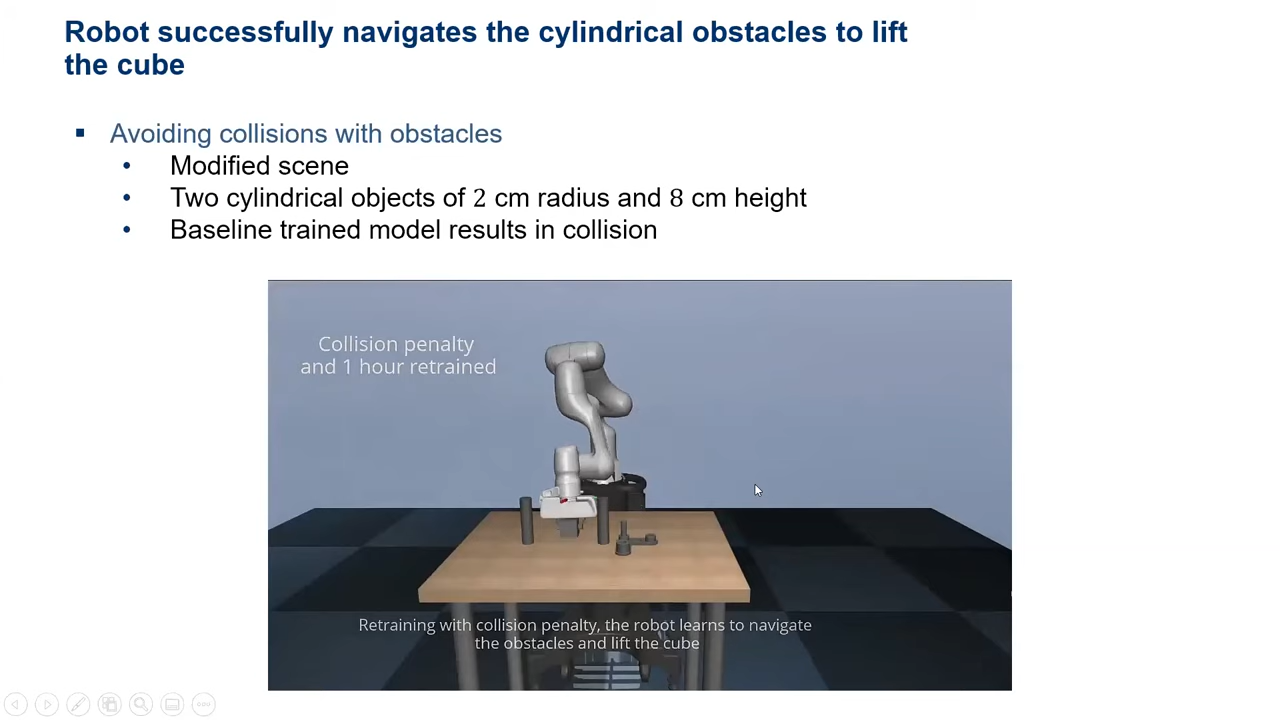 Robot successfully navigates the cylindrical obstacles to lift
the cube
Avoiding collisions with obstacles
Modified scene
Two cylindrical objects of 2 cm radius and 8 cm height
Baseline trained model results in collision
Collision penalty
and 1 hour retrained
Retraining with collision penalty, the robot learns to navigate
the obstacles and lift the cube